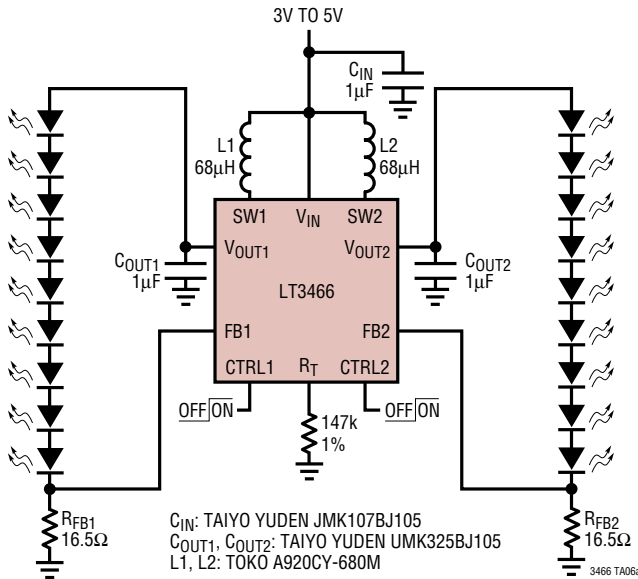 3V TO 5V
CIN
1µF
L1
68µH
L2
68µH
SW1 VIN SW2
VOUT1 VOUT2
COUT1
1µF
COUT2
1µF
LT3466
FB1 FB2
CTRL1 RT CTRL2
OFF ON
OFF ON
147k
1%
RFB1
16.5Ω
RFB2
16.5Ω
CIN: TAIYO YUDEN JMK107BJ105
COUT1, COUT2: TAIYO YUDEN UMK325BJ105
L1, L2: TOKO A920CY-680M
3466 TA06a